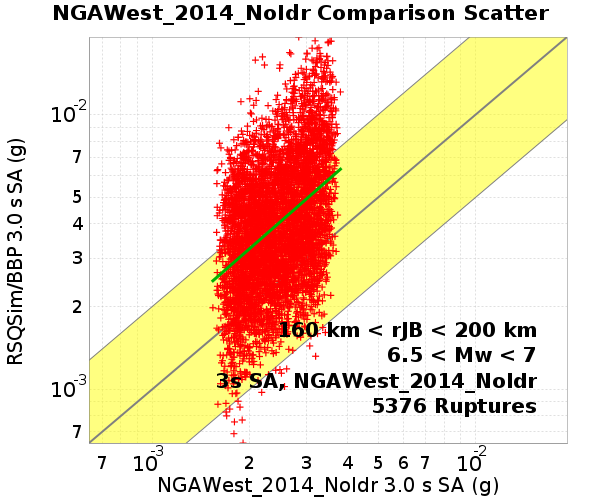 NGAWest_2014_NoIdr Comparison Scatter
RSQSim/BBP 3.0 s SA (g)
10-2
7
5
4
3
2
10-3
7
160 km < rJB < 200 km
6.5 < Mw < 7
3s SA, NGAWest_2014_NoIdr
5376 Ruptures
7 10-3 2 3 4 5 6 7 10-2
NGAWest_2014_NoIdr 3.0 s SA (g)